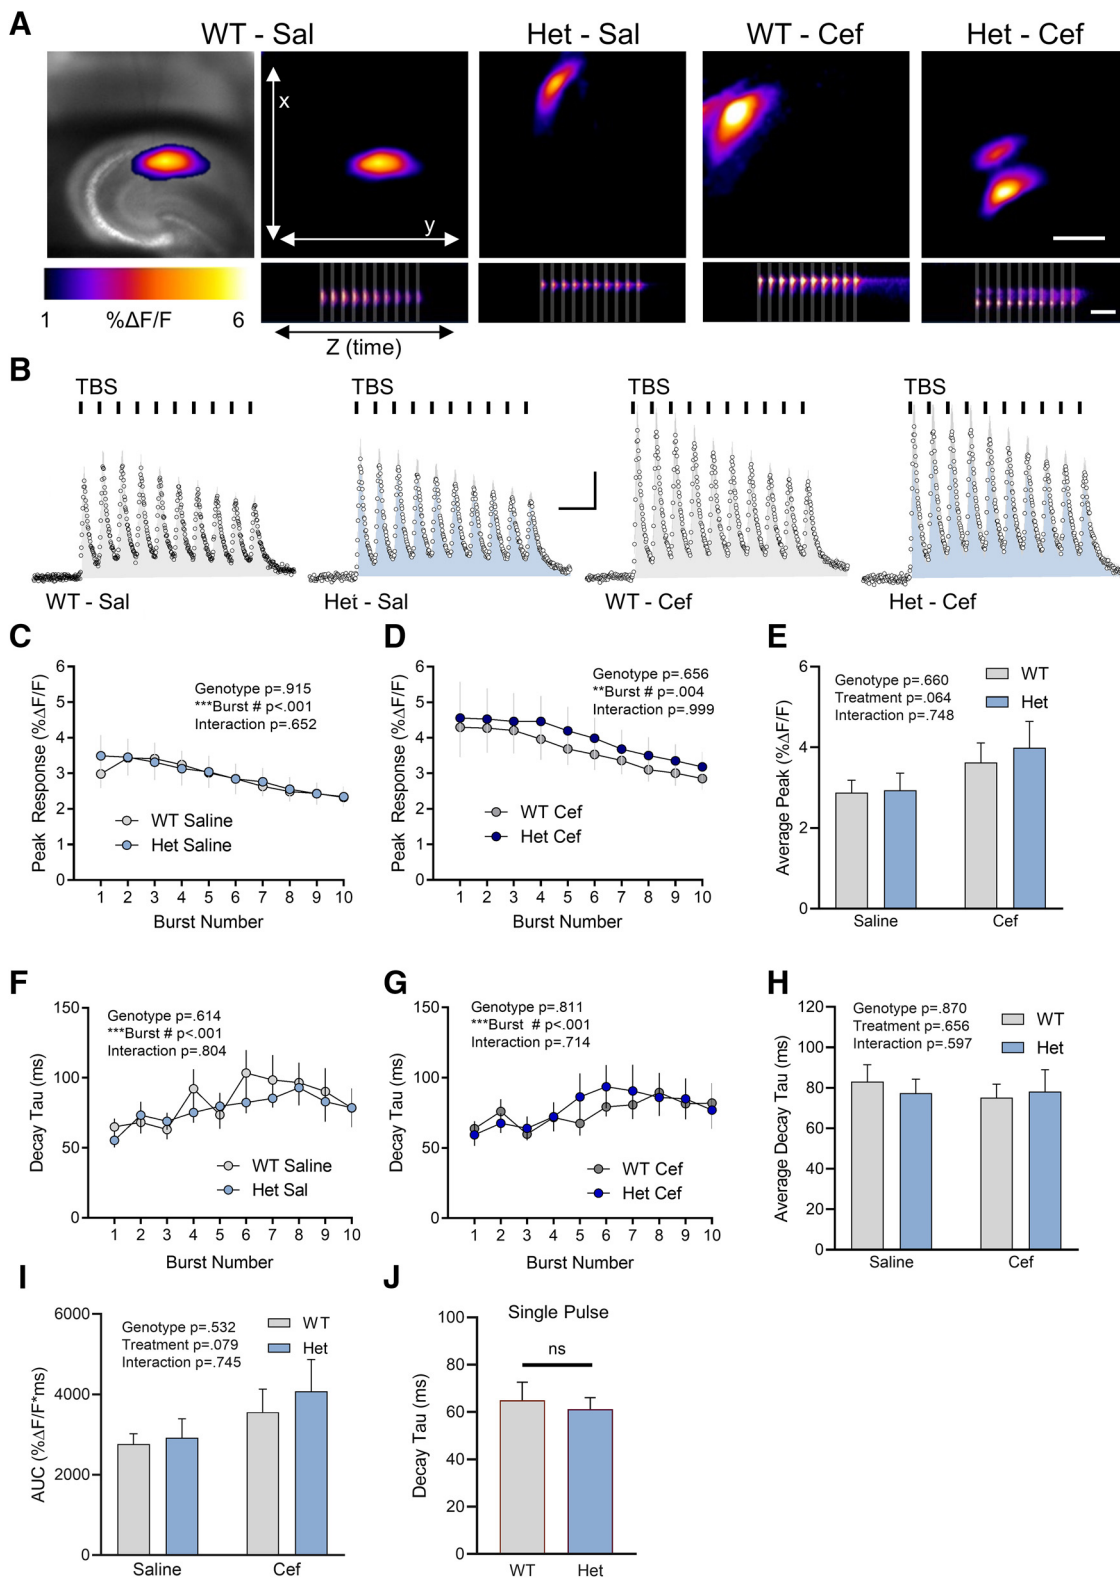 A
WT - Sal
Het - Sal
WT - Cef
Het - Cef
x
y
1
%ΔF/F
6
Z (time)
B
TBS
TBS
TBS
TBS
WT - Sal
Het - Sal
WT - Cef
Het - Cef
C
6
5
4
3
2
1
0
Peak Response (%ΔF/F)
Genotype p=.915
***Burst # p<.001
Interaction p=.652
WT Saline
Het Saline
1 2 3 4 5 6 7 8 9 10
Burst Number
D
6
5
4
3
2
1
0
Peak Response (%ΔF/F)
Genotype p=.656
**Burst # p=.004
Interaction p=.999
WT Cef
Het Cef
1 2 3 4 5 6 7 8 9 10
Burst Number
E
6
4
2
0
Average Peak (%ΔF/F)
Genotype p=.660
Treatment p=.064
Interaction p=.748
WT
Het
Saline
Cef
F
150
100
50
0
Decay Tau (ms)
Genotype p=.614
***Burst # p<.001
Interaction p=.804
WT Saline
Het Sal
1 2 3 4 5 6 7 8 9 10
Burst Number
G
150
100
50
0
Decay Tau (ms)
Genotype p=.811
***Burst # p<.001
Interaction p=.714
WT Cef
Het Cef
1 2 3 4 5 6 7 8 9 10
Burst Number
H
120
100
80
60
40
20
0
Average Decay Tau (ms)
Genotype p=.870
Treatment p=.656
Interaction p=.597
WT
Het
Saline
Cef
I
6000
4000
2000
0
AUC (%ΔF/F*ms)
Genotype p=.532
Treatment p=.079
Interaction p=.745
WT
Het
Saline
Cef
J
Single Pulse
100
80
60
40
20
0
Decay Tau (ms)
ns
WT
Het